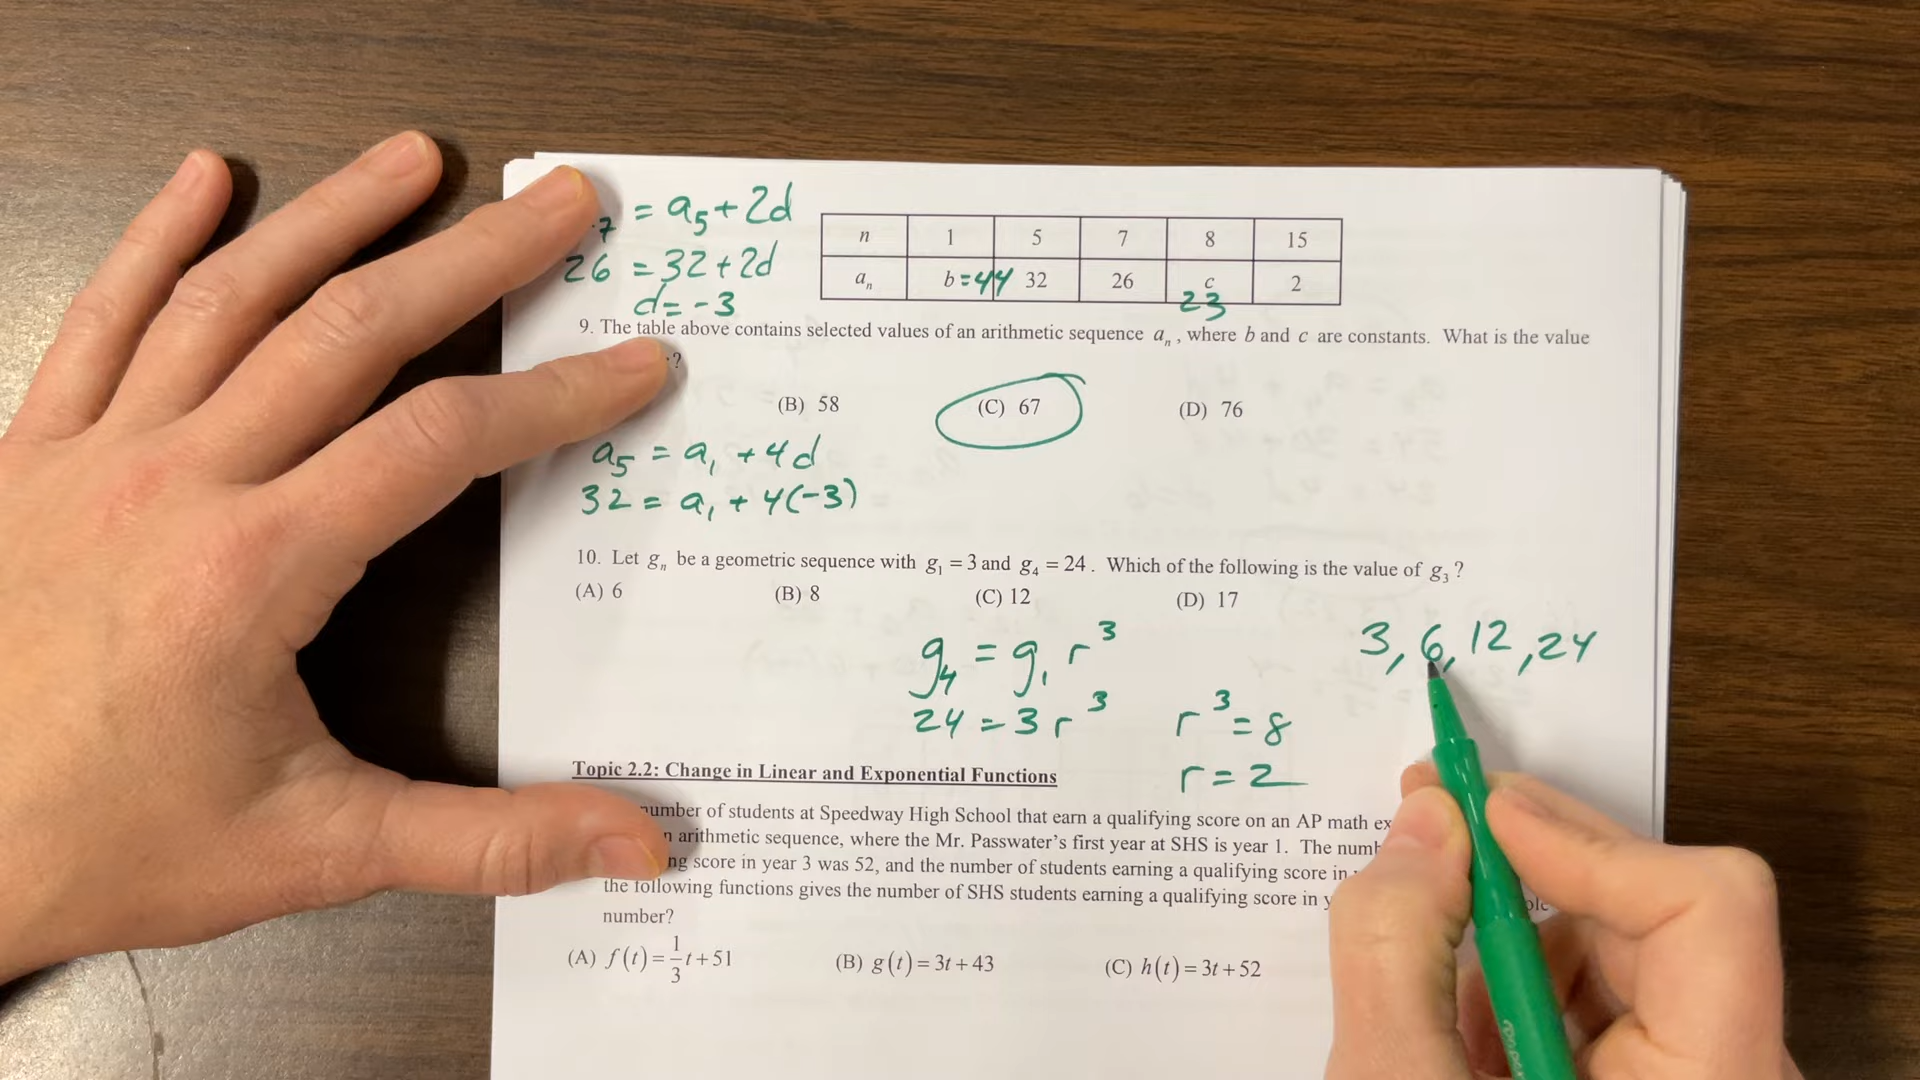 7 = a5 + 2d
26 = 32 + 2d
d = -3
n 1 5 7 8 15
an b = 44 32 26 c 2
23
9. The table above contains selected values of an arithmetic sequence an, where b and c are constants. What is the value
?
(B) 58 (C) 67 (D) 76
a5 = a1 + 4d
32 = a1 + 4(-3)
10. Let gn be a geometric sequence with g1 = 3 and g4 = 24. Which of the following is the value of g3?
(A) 6 (B) 8 (C) 12 (D) 17
3, 6, 12, 24
g4 = g1 r^3
24 = 3r^3
r^3 = 8
r = 2
Topic 2.2: Change in Linear and Exponential Functions
number of students at Speedway High School that earn a qualifying score on an AP math
arithmetic sequence, where the Mr. Passwater's first year at SHS is year 1. The
score in year 3 was 52, and the number of students earning a qualifying score in
the following functions gives the number of SHS students earning a qualifying score in
number?
(A) f(t) = 1/3 t + 51 (B) g(t) = 3t + 43 (C) h(t) = 3t + 52